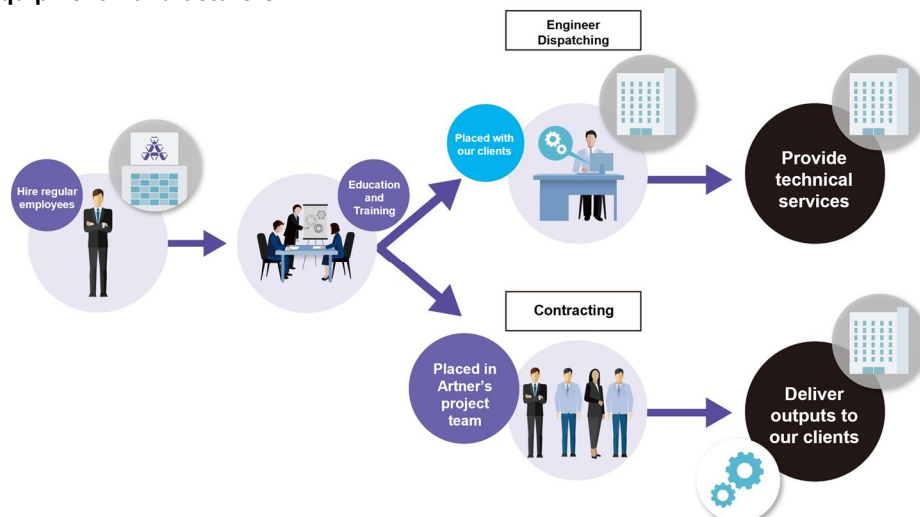 Engineer
Dispatching
Placed with
our clients
Provide
technical
services
Hire regular
employees
Education
and
Training
Contracting
Placed in
Artner's
project
team
Deliver
outputs to
our clients